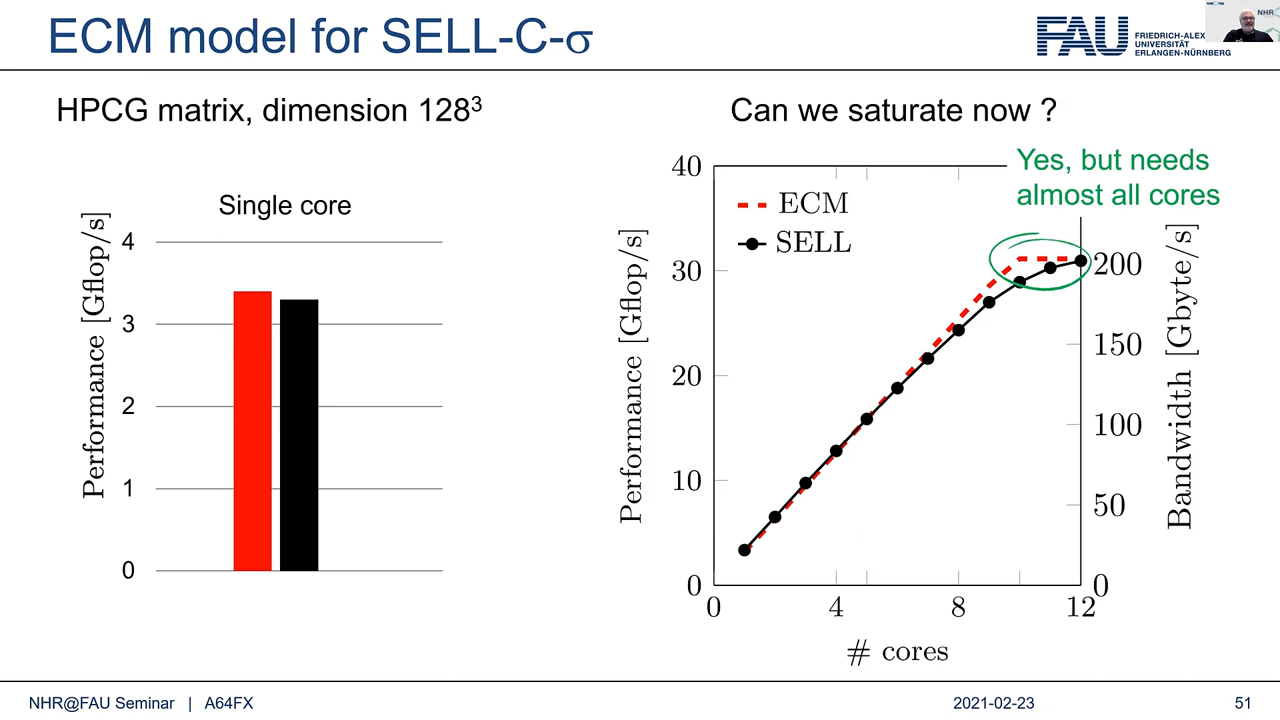 ECM model for SELL-C-σ
FAU
FRIEDRICH-ALEX
UNIVERSITÄT
ERLANGEN-NÜRNBERG
NHR
HPCG matrix, dimension 128³
Can we saturate now ?
Single core
Performance [Gflop/s]
4
3
2
1
0
Yes, but needs
almost all cores
ECM
SELL
Performance [Gflop/s]
40
30
20
10
0
0
4
8
12
# cores
200
150
100
50
0
Bandwidth [Gbyte/s]
NHR@FAU Seminar | A64FX
2021-02-23
51